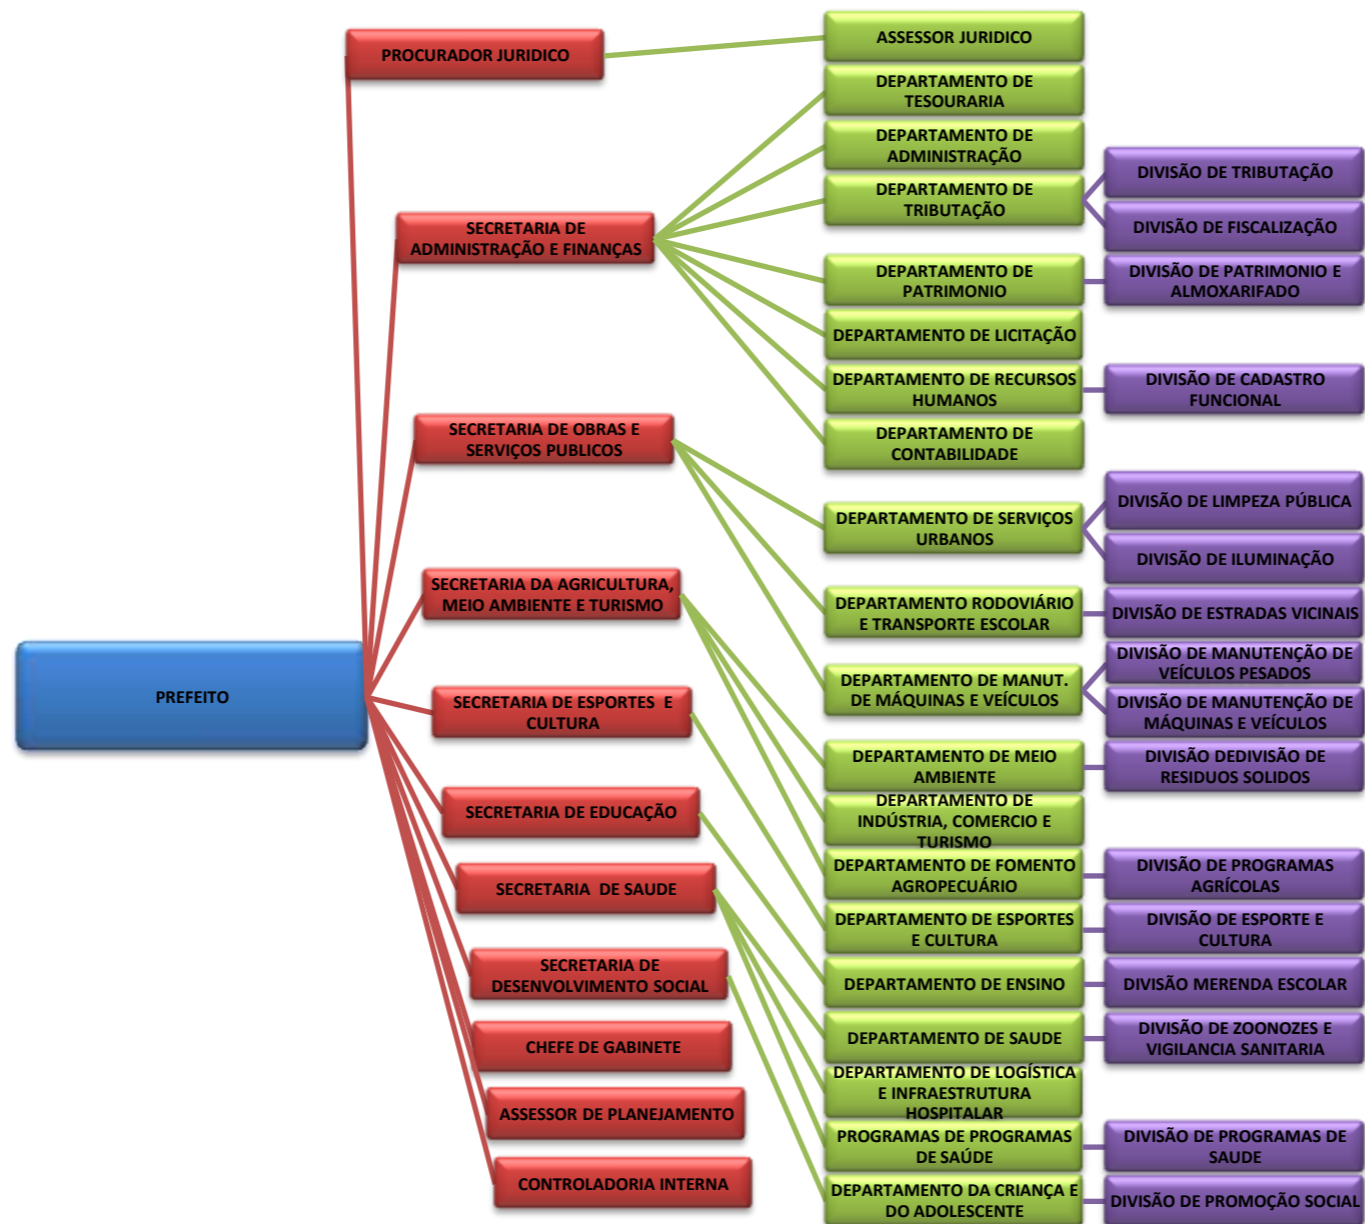 PREFEITO
PROCURADOR JURIDICO
ASSESSOR JURIDICO
SECRETARIA DE
ADMINISTRAÇÃO E FINANÇAS
DEPARTAMENTO DE
TESOURARIA
DEPARTAMENTO DE
ADMINISTRAÇÃO
DEPARTAMENTO DE
TRIBUTAÇÃO
DIVISÃO DE TRIBUTAÇÃO
DIVISÃO DE FISCALIZAÇÃO
DEPARTAMENTO DE
PATRIMONIO
DIVISÃO DE PATRIMONIO E
ALMOXARIFADO
DEPARTAMENTO DE LICITAÇÃO
DEPARTAMENTO DE RECURSOS
HUMANOS
DIVISÃO DE CADASTRO
FUNCIONAL
DEPARTAMENTO DE
CONTABILIDADE
SECRETARIA DE OBRAS E
SERVIÇOS PUBLICOS
DEPARTAMENTO DE SERVIÇOS
URBANOS
DIVISÃO DE LIMPEZA PÚBLICA
DIVISÃO DE ILUMINAÇÃO
DEPARTAMENTO RODOVIÁRIO
E TRANSPORTE ESCOLAR
DIVISÃO DE ESTRADAS VICINAIS
DEPARTAMENTO DE MANUT.
DE MÁQUINAS E VEÍCULOS
DIVISÃO DE MANUTENÇÃO DE
VEÍCULOS PESADOS
DIVISÃO DE MANUTENÇÃO DE
MÁQUINAS E VEÍCULOS
SECRETARIA DA AGRICULTURA,
MEIO AMBIENTE E TURISMO
DEPARTAMENTO DE MEIO
AMBIENTE
DIVISÃO DEDIVISÃO DE
RESIDUOS SOLIDOS
DEPARTAMENTO DE
INDÚSTRIA, COMERCIO E
TURISMO
DEPARTAMENTO DE FOMENTO
AGROPECUÁRIO
DIVISÃO DE PROGRAMAS
AGRÍCOLAS
SECRETARIA DE ESPORTES E
CULTURA
DEPARTAMENTO DE ESPORTES
E CULTURA
DIVISÃO DE ESPORTE E
CULTURA
SECRETARIA DE EDUCAÇÃO
DEPARTAMENTO DE ENSINO
DIVISÃO MERENDA ESCOLAR
SECRETARIA DE SAUDE
DEPARTAMENTO DE SAUDE
DIVISÃO DE ZOONOZES E
VIGILANCIA SANITARIA
DEPARTAMENTO DE LOGÍSTICA
E INFRAESTRUTURA
HOSPITALAR
PROGRAMAS DE PROGRAMAS
DE SAÚDE
DIVISÃO DE PROGRAMAS DE
SAUDE
SECRETARIA DE
DESENVOLVIMENTO SOCIAL
DEPARTAMENTO DA CRIANÇA E
DO ADOLESCENTE
DIVISÃO DE PROMOÇÃO SOCIAL
CHEFE DE GABINETE
ASSESSOR DE PLANEJAMENTO
CONTROLADORIA INTERNA